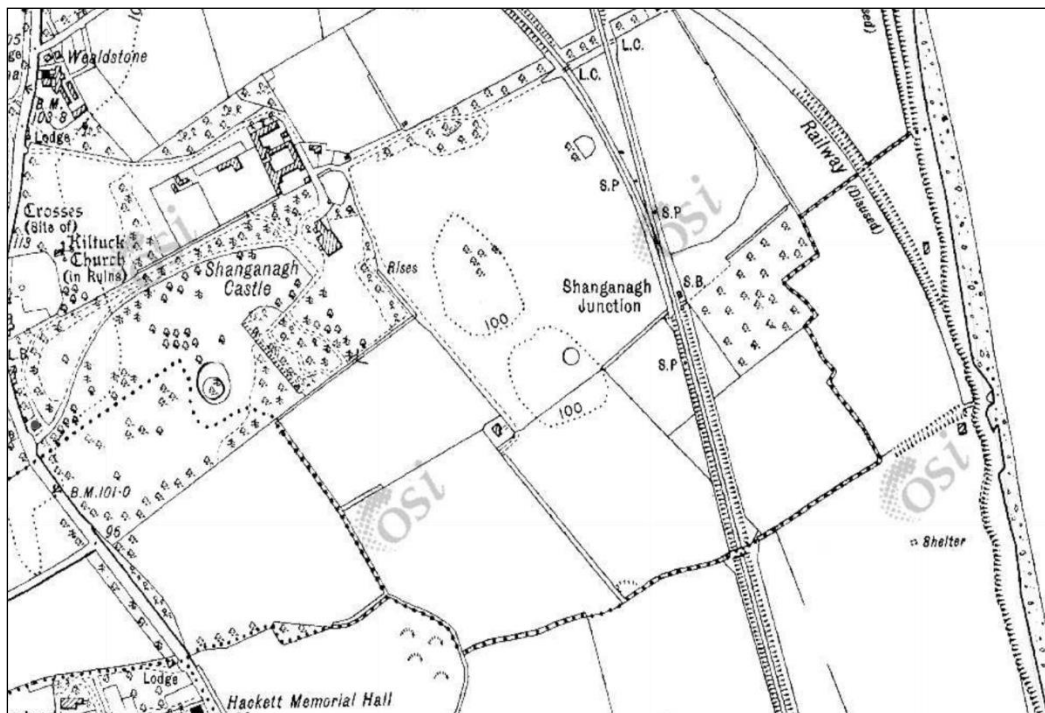 Wealdstone
B.M.
103·8
Lodge
Crosses
(Site of)
113
Kiltuck
Church
(in Ruins)
Shanganagh
Castle
Rises
100
100
Shanganagh
Junction
L.C.
L.C.
S.P
S.P
S.B.
S.P
Railway
(Disused)
L.B
B.M.101·0
96
Lodge
Hackett Memorial Hall
Shelter
osi
osi
osi
osi